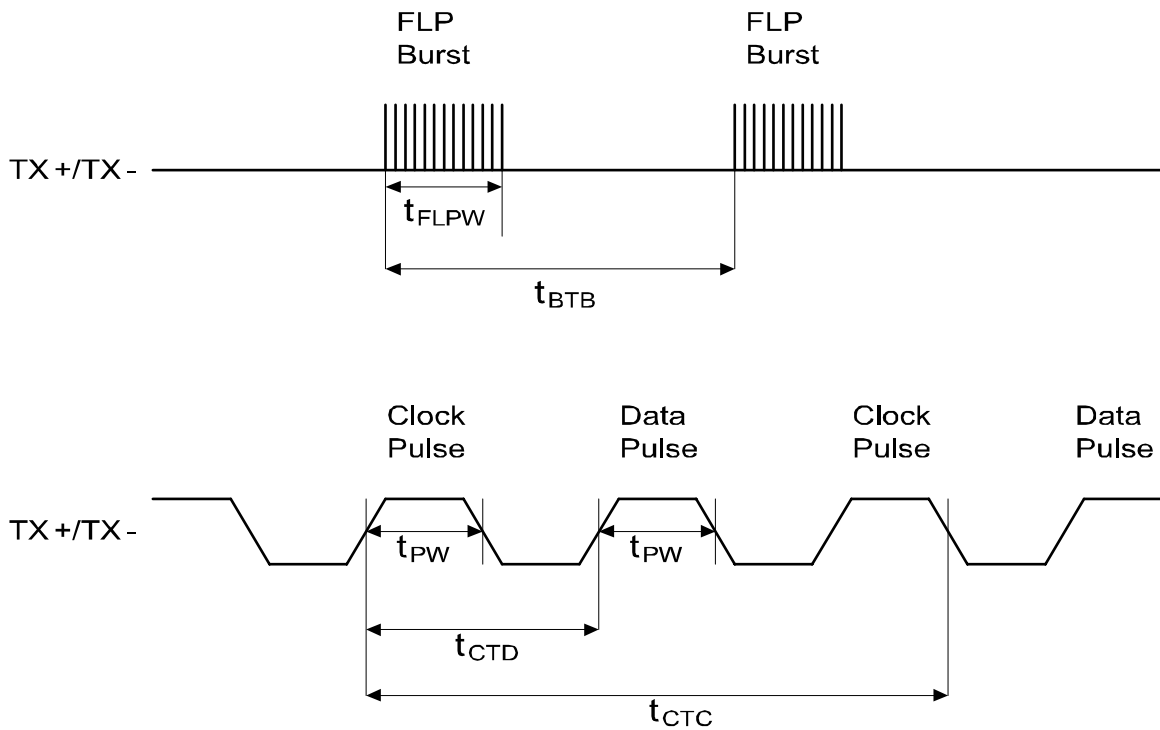 FLP
Burst
FLP
Burst
TX+/TX-
tFLPW
tBTB
Clock
Pulse
Data
Pulse
Clock
Pulse
Data
Pulse
TX+/TX-
tPW
tPW
tCTD
tCTC